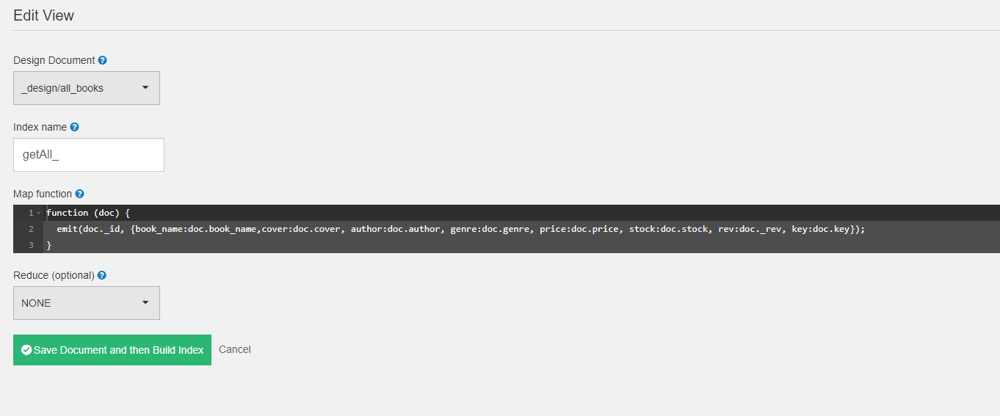 Edit View
Design Document
_design/all_books
Index name
getAll_
Map function
1 function (doc) {
2 emit(doc._id, {book_name:doc.book_name,cover:doc.cover, author:doc.author, genre:doc.genre, price:doc.price, stock:doc.stock, rev:doc._rev, key:doc.key});
3 }
Reduce (optional)
NONE
Save Document and then Build Index Cancel